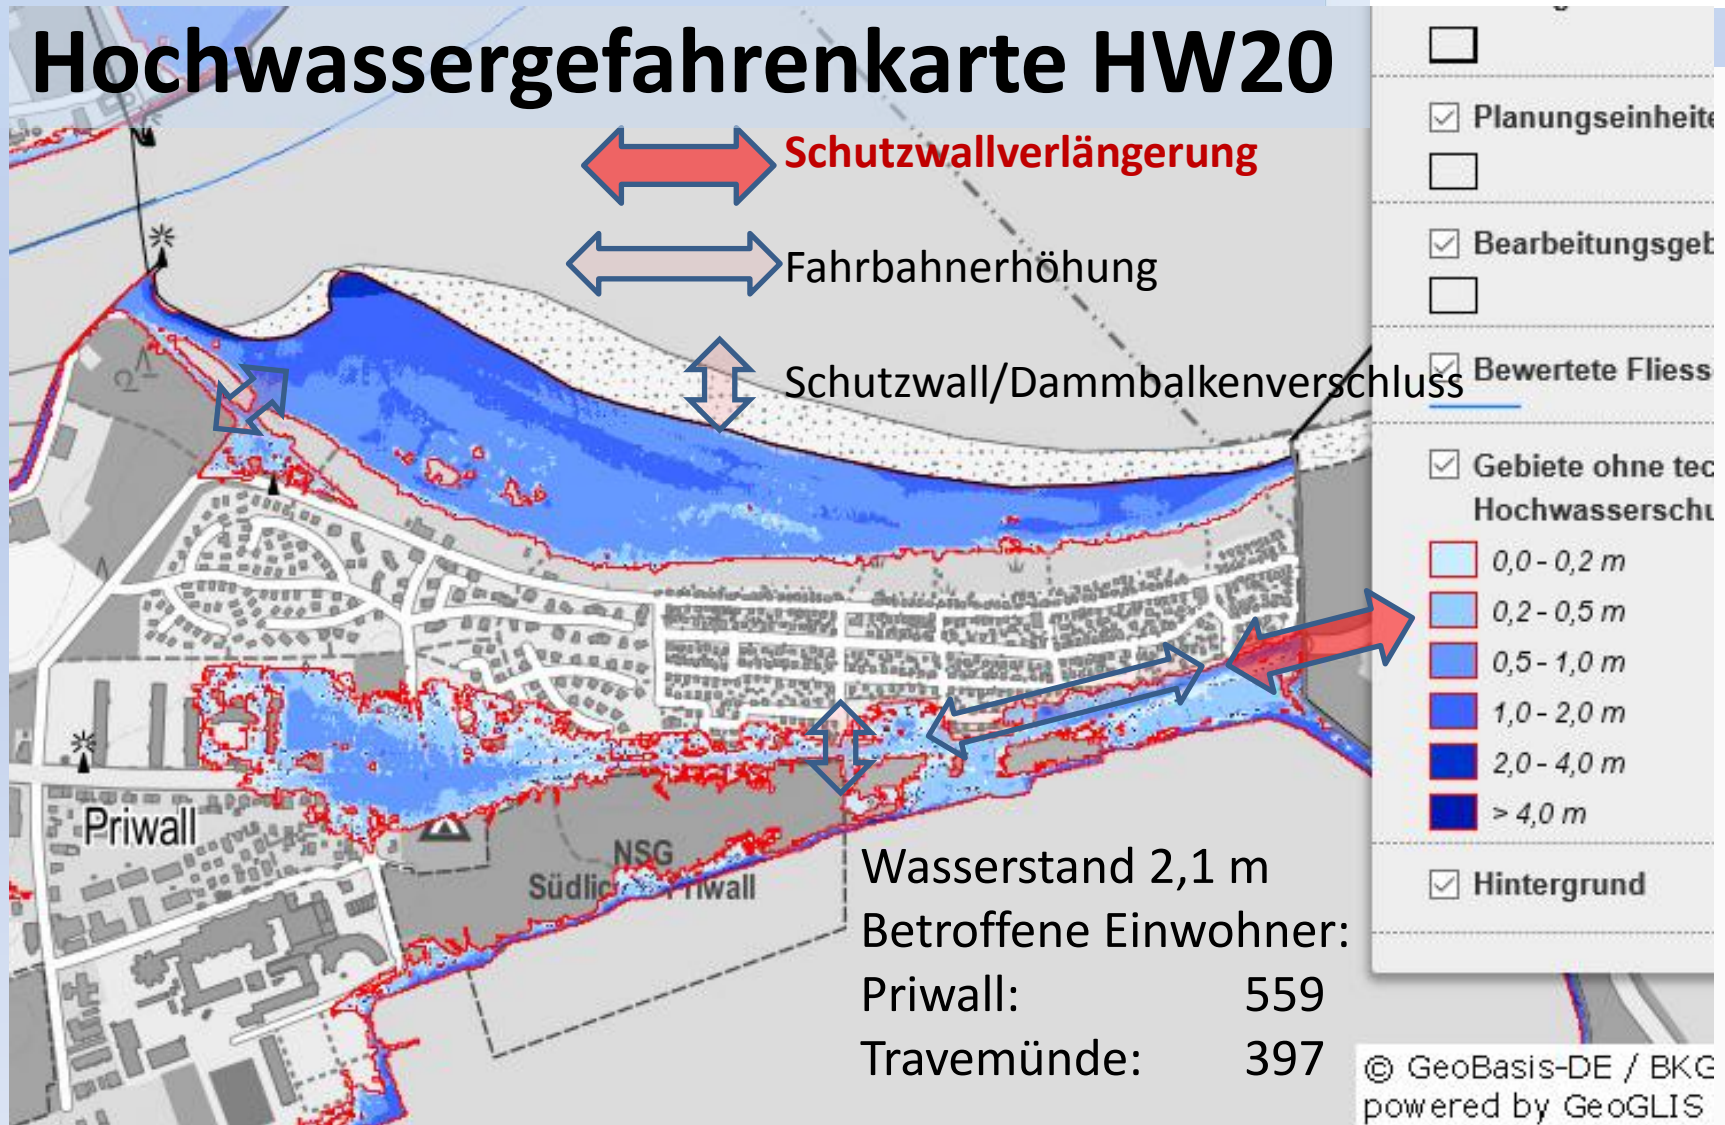 Hochwassergefahrenkarte HW20
Schutzwallverlängerung
Fahrbahnerhöhung
Schutzwall/Dammbalkenverschluss
Planungseinheite
Bearbeitungsgeb
Bewertete Fliess
Gebiete ohne tec
Hochwasserschu
0,0 - 0,2 m
0,2 - 0,5 m
0,5 - 1,0 m
1,0 - 2,0 m
2,0 - 4,0 m
> 4,0 m
Hintergrund
Priwall
NSG
Südlic riwall
Wasserstand 2,1 m
Betroffene Einwohner:
Priwall: 559
Travemünde: 397
© GeoBasis-DE / BKG
powered by GeoGLIS